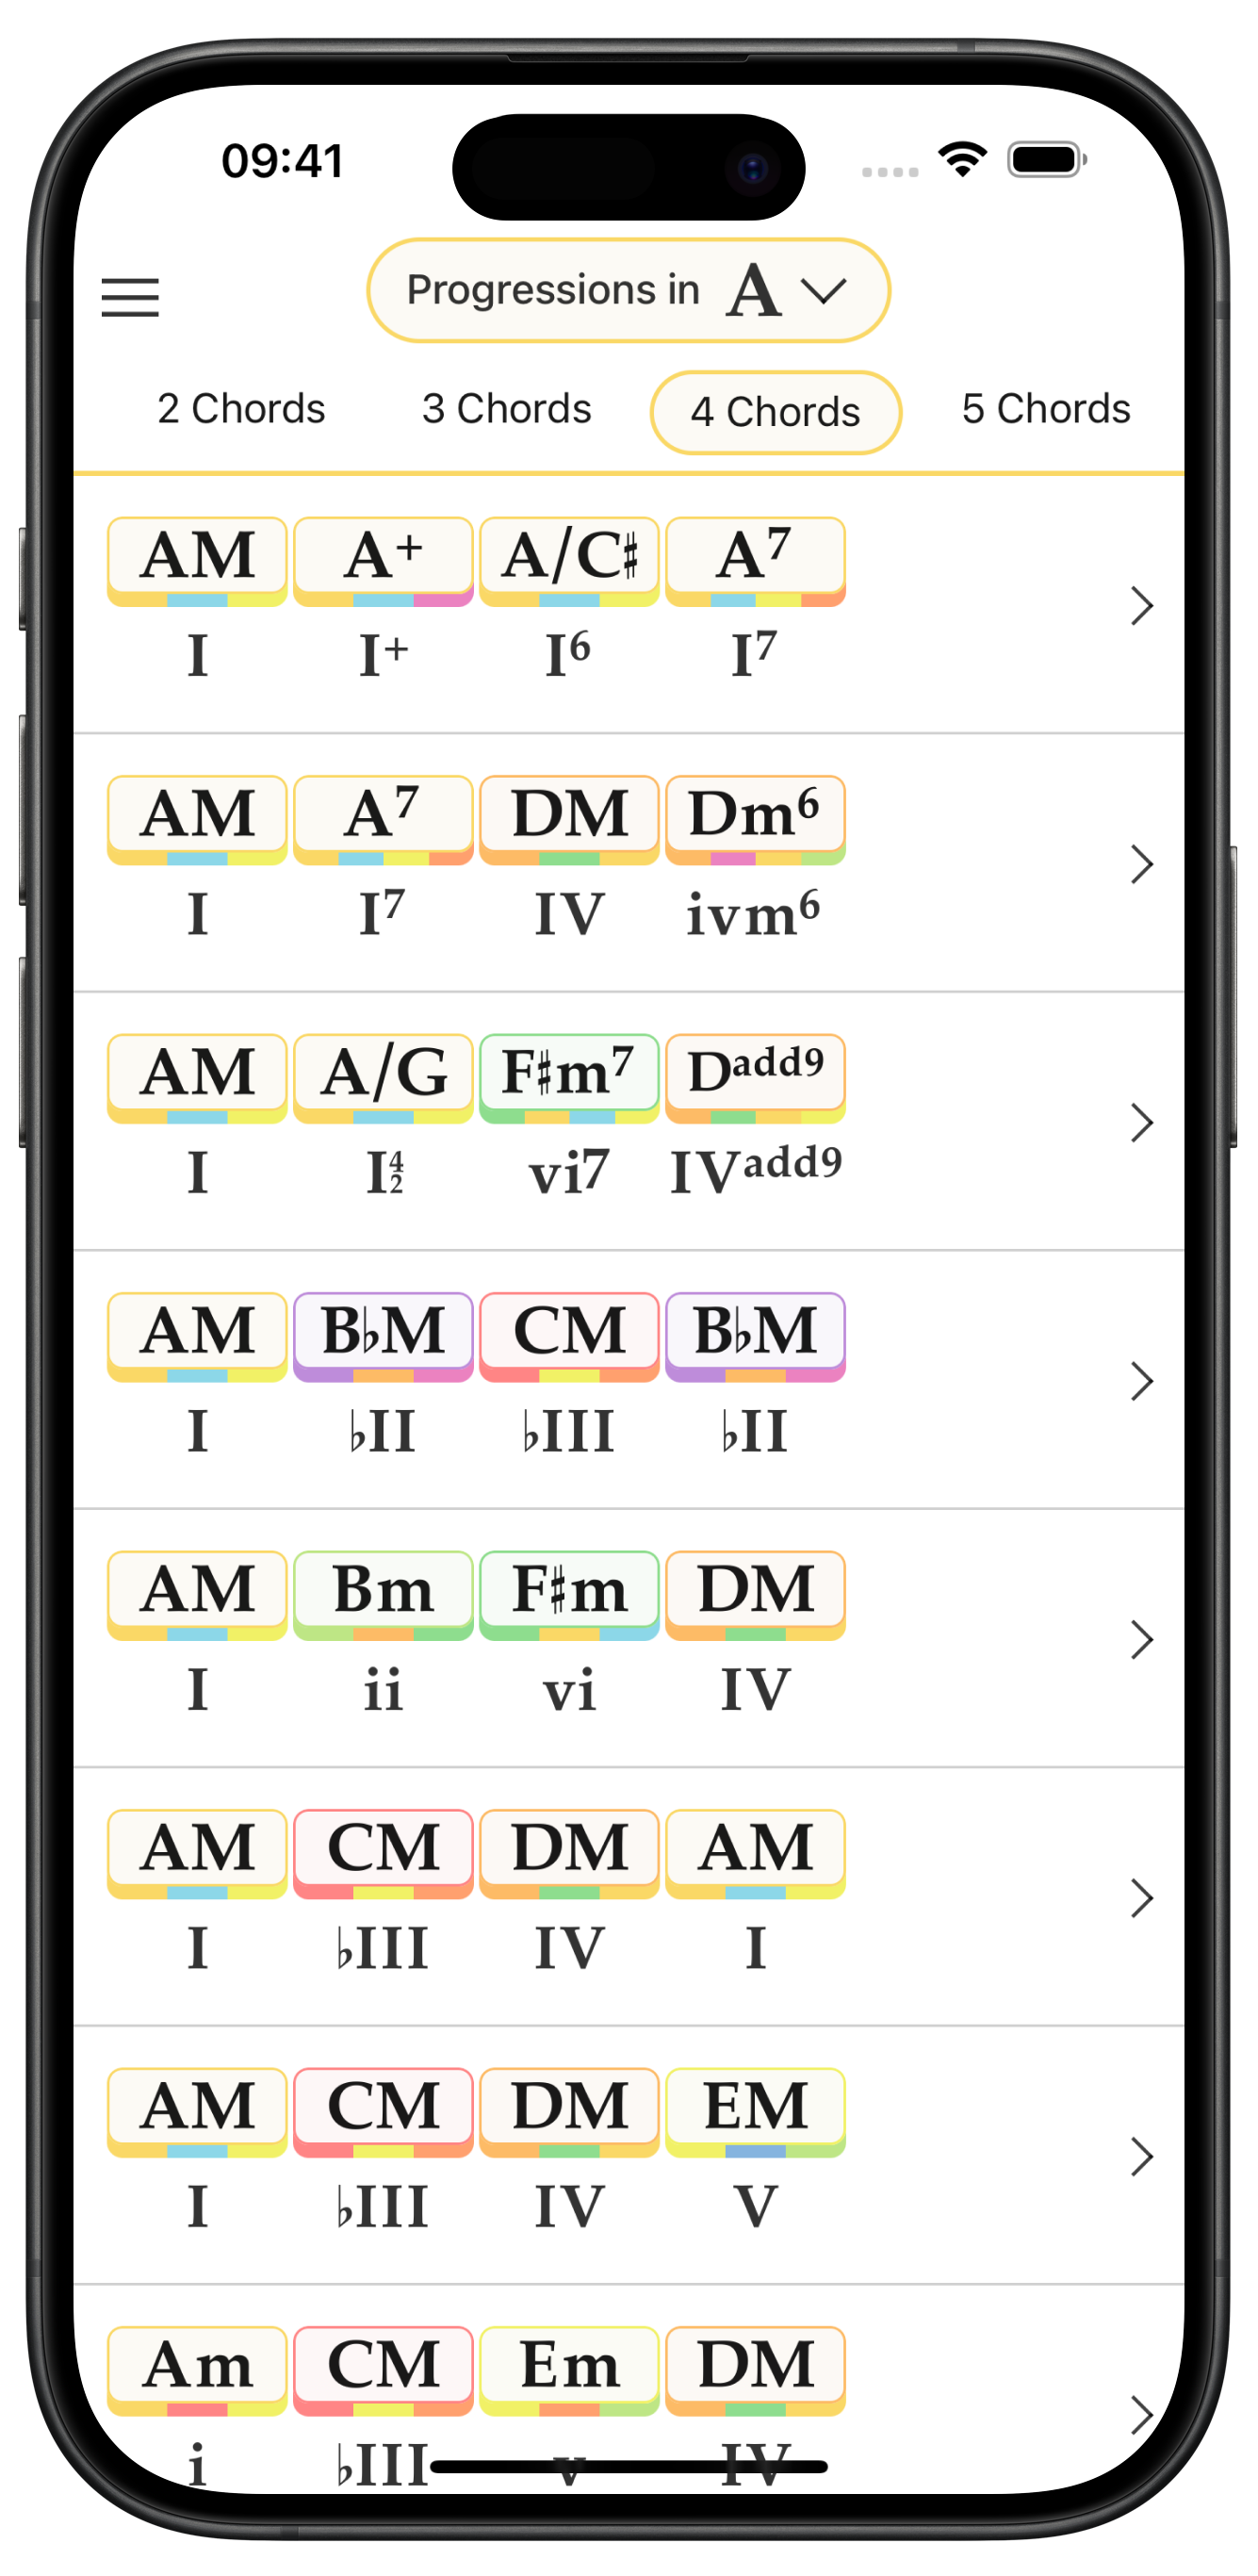 09:41
Progressions in A
2 Chords 3 Chords 4 Chords 5 Chords
AM A⁺ A/C♯ A⁷
I I⁺ I⁶ I⁷
AM A⁷ DM Dm⁶
I I⁷ IV ivm⁶
AM A/G F♯m⁷ Dadd9
I I42 vi7 IVadd9
AM B♭M CM B♭M
I ♭II ♭III ♭II
AM Bm F♯m DM
I ii vi IV
AM CM DM AM
I ♭III IV I
AM CM DM EM
I ♭III IV V
Am CM Em DM
i ♭III v IV